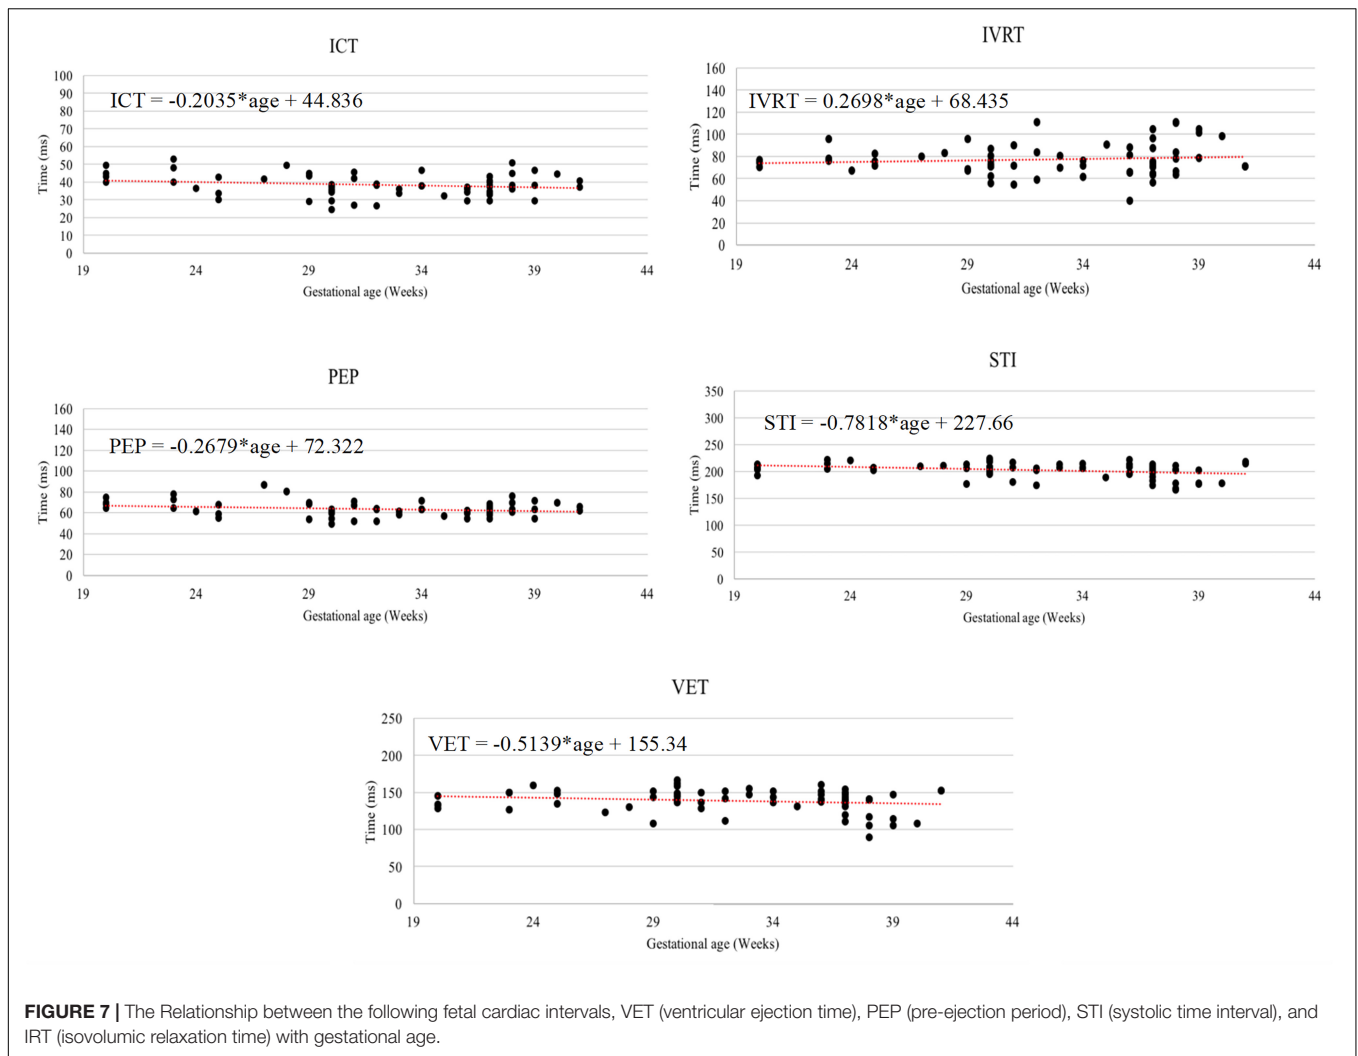 ICT
100
90
80
70
60
50
40
30
20
10
0
Time (ms)
ICT = -0.2035*age + 44.836
19 24 29 34 39 44
Gestational age (Weeks)
IVRT
160
140
120
100
80
60
40
20
0
Time (ms)
IVRT = 0.2698*age + 68.435
19 24 29 34 39 44
Gestational age (Weeks)
PEP
160
140
120
100
80
60
40
20
0
Time (ms)
PEP = -0.2679*age + 72.322
19 24 29 34 39 44
Gestational age (Weeks)
STI
350
300
250
200
150
100
50
0
Time (ms)
STI = -0.7818*age + 227.66
19 24 29 34 39 44
Gestational age (Weeks)
VET
250
200
150
100
50
0
Time (ms)
VET = -0.5139*age + 155.34
19 24 29 34 39 44
Gestational age (Weeks)
FIGURE 7 | The Relationship between the following fetal cardiac intervals, VET (ventricular ejection time), PEP (pre-ejection period), STI (systolic time interval), and
IRT (isovolumic relaxation time) with gestational age.